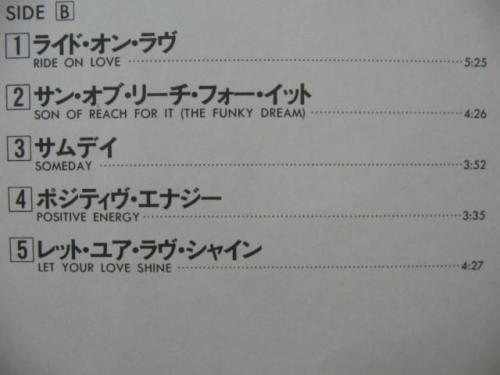 SIDE B
1 ライド・オン・ラヴ
RIDE ON LOVE 5:25
2 サン・オブ・リーチ・フォー・イット
SON OF REACH FOR IT (THE FUNKY DREAM) 4:26
3 サムデイ
SOMEDAY 3:52
4 ポジティヴ・エナジー
POSITIVE ENERGY 3:35
5 レット・ユア・ラヴ・シャイン
LET YOUR LOVE SHINE 4:27